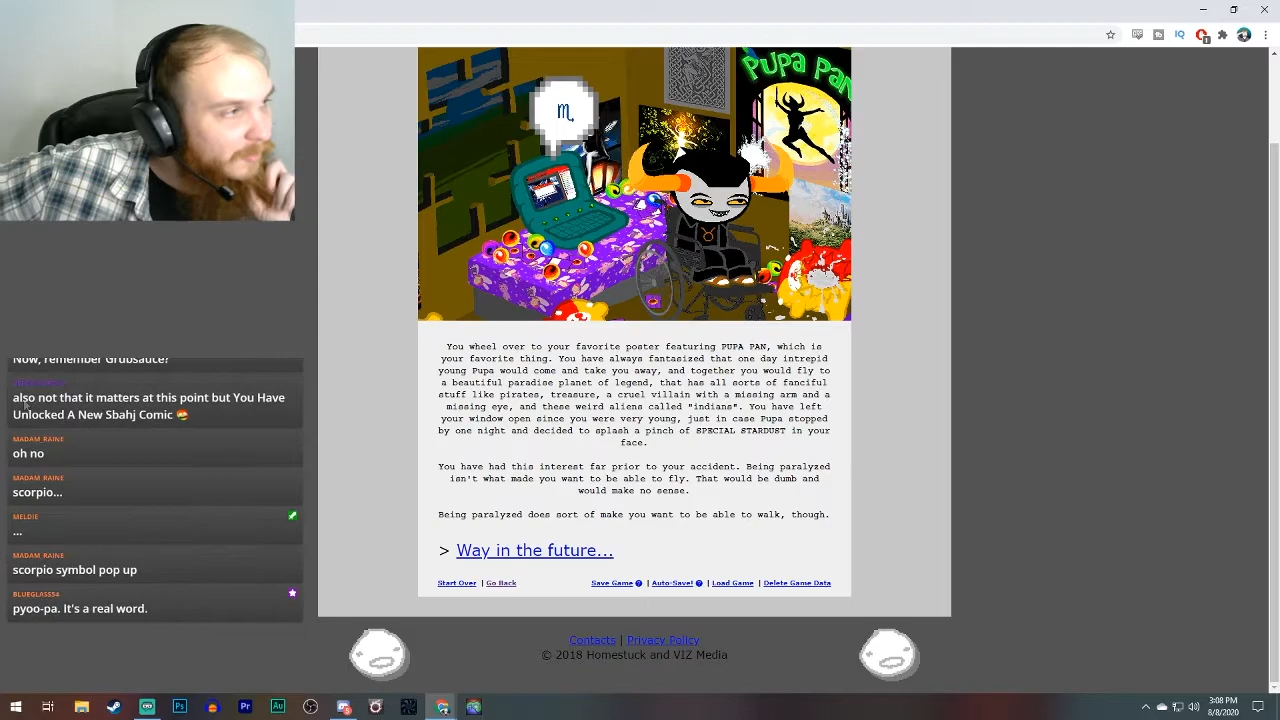 PUPA PAN
♏
Now, remember Grubsauce?
also not that it matters at this point but You Have
Unlocked A New Sbahj Comic
MADAM_RAINE
oh no
MADAM_RAINE
scorpio...
MELDIE
...
MADAM_RAINE
scorpio symbol pop up
BLUEGLASS54
pyoo-pa. It's a real word.
You wheel over to your poster featuring PUPA PAN, which is
your favorite thing. You have always fantasized that one day intrepid
young Pupa would come and take you away, and together you would fly to
a beautiful paradise planet of legend, that has all sorts of fanciful
stuff like pirates, treasure, a cruel villain with a missing arm and a
missing eye, and these weird aliens called "indians". You have left
your window open since you were very young, just in case Pupa stopped
by one night and decided to splash a pinch of SPECIAL STARDUST in your
face.
You have had this interest far prior to your accident. Being paralyzed
isn't what made you want to be able to fly. That would be dumb and
would make no sense.
Being paralyzed does sort of make you want to be able to walk, though.
> Way in the future...
Start Over | Go Back Save Game ? | Auto-Save! ? | Load Game | Delete Game Data
Contacts | Privacy Policy
© 2018 Homestuck and VIZ Media
3:08 PM
8/8/2020